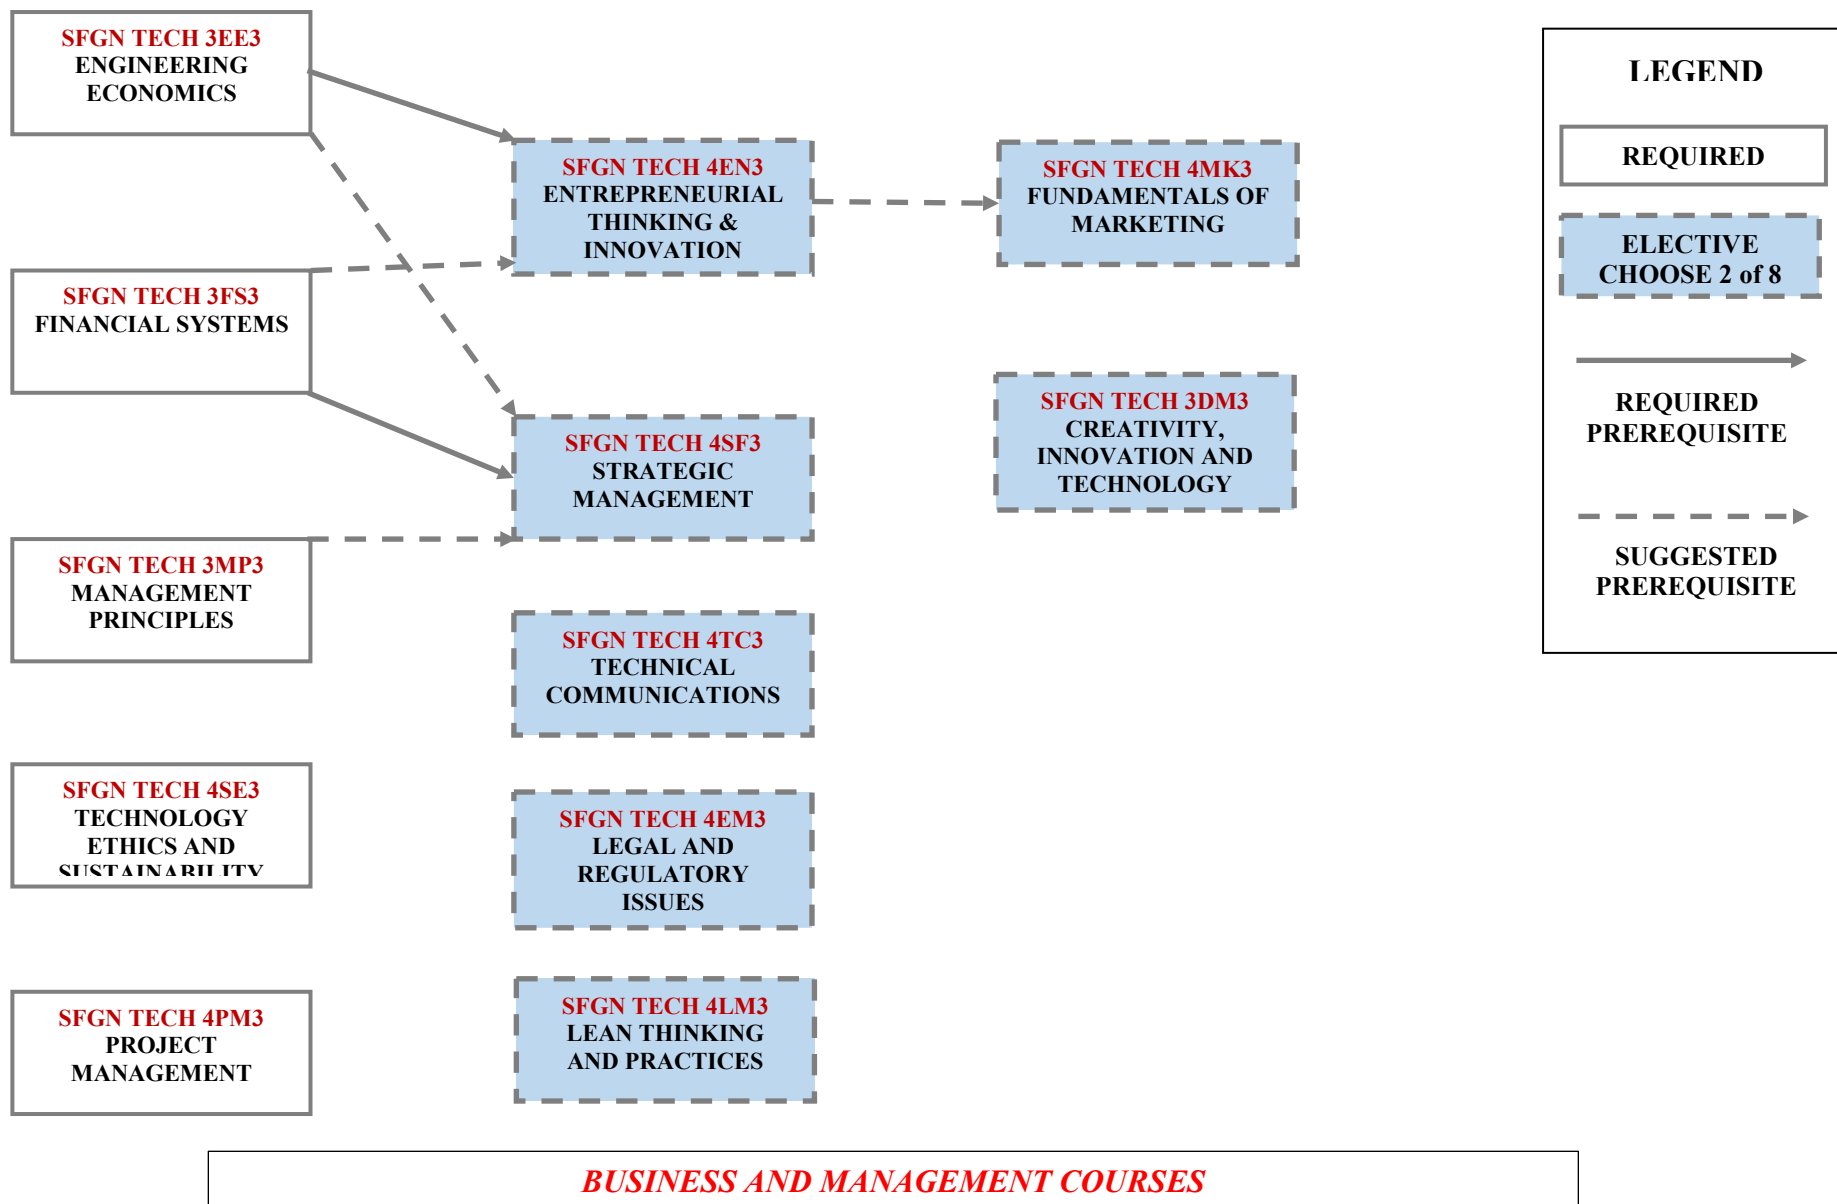 SFGN TECH 3EE3
ENGINEERING
ECONOMICS
SFGN TECH 3FS3
FINANCIAL SYSTEMS
SFGN TECH 3MP3
MANAGEMENT
PRINCIPLES
SFGN TECH 4SE3
TECHNOLOGY
ETHICS AND
SUSTAINABILITY
SFGN TECH 4PM3
PROJECT
MANAGEMENT
SFGN TECH 4EN3
ENTREPRENEURIAL
THINKING &
INNOVATION
SFGN TECH 4SF3
STRATEGIC
MANAGEMENT
SFGN TECH 4TC3
TECHNICAL
COMMUNICATIONS
SFGN TECH 4EM3
LEGAL AND
REGULATORY
ISSUES
SFGN TECH 4LM3
LEAN THINKING
AND PRACTICES
SFGN TECH 4MK3
FUNDAMENTALS OF
MARKETING
SFGN TECH 3DM3
CREATIVITY,
INNOVATION AND
TECHNOLOGY
LEGEND
REQUIRED
ELECTIVE
CHOOSE 2 of 8
REQUIRED
PREREQUISITE
SUGGESTED
PREREQUISITE
BUSINESS AND MANAGEMENT COURSES